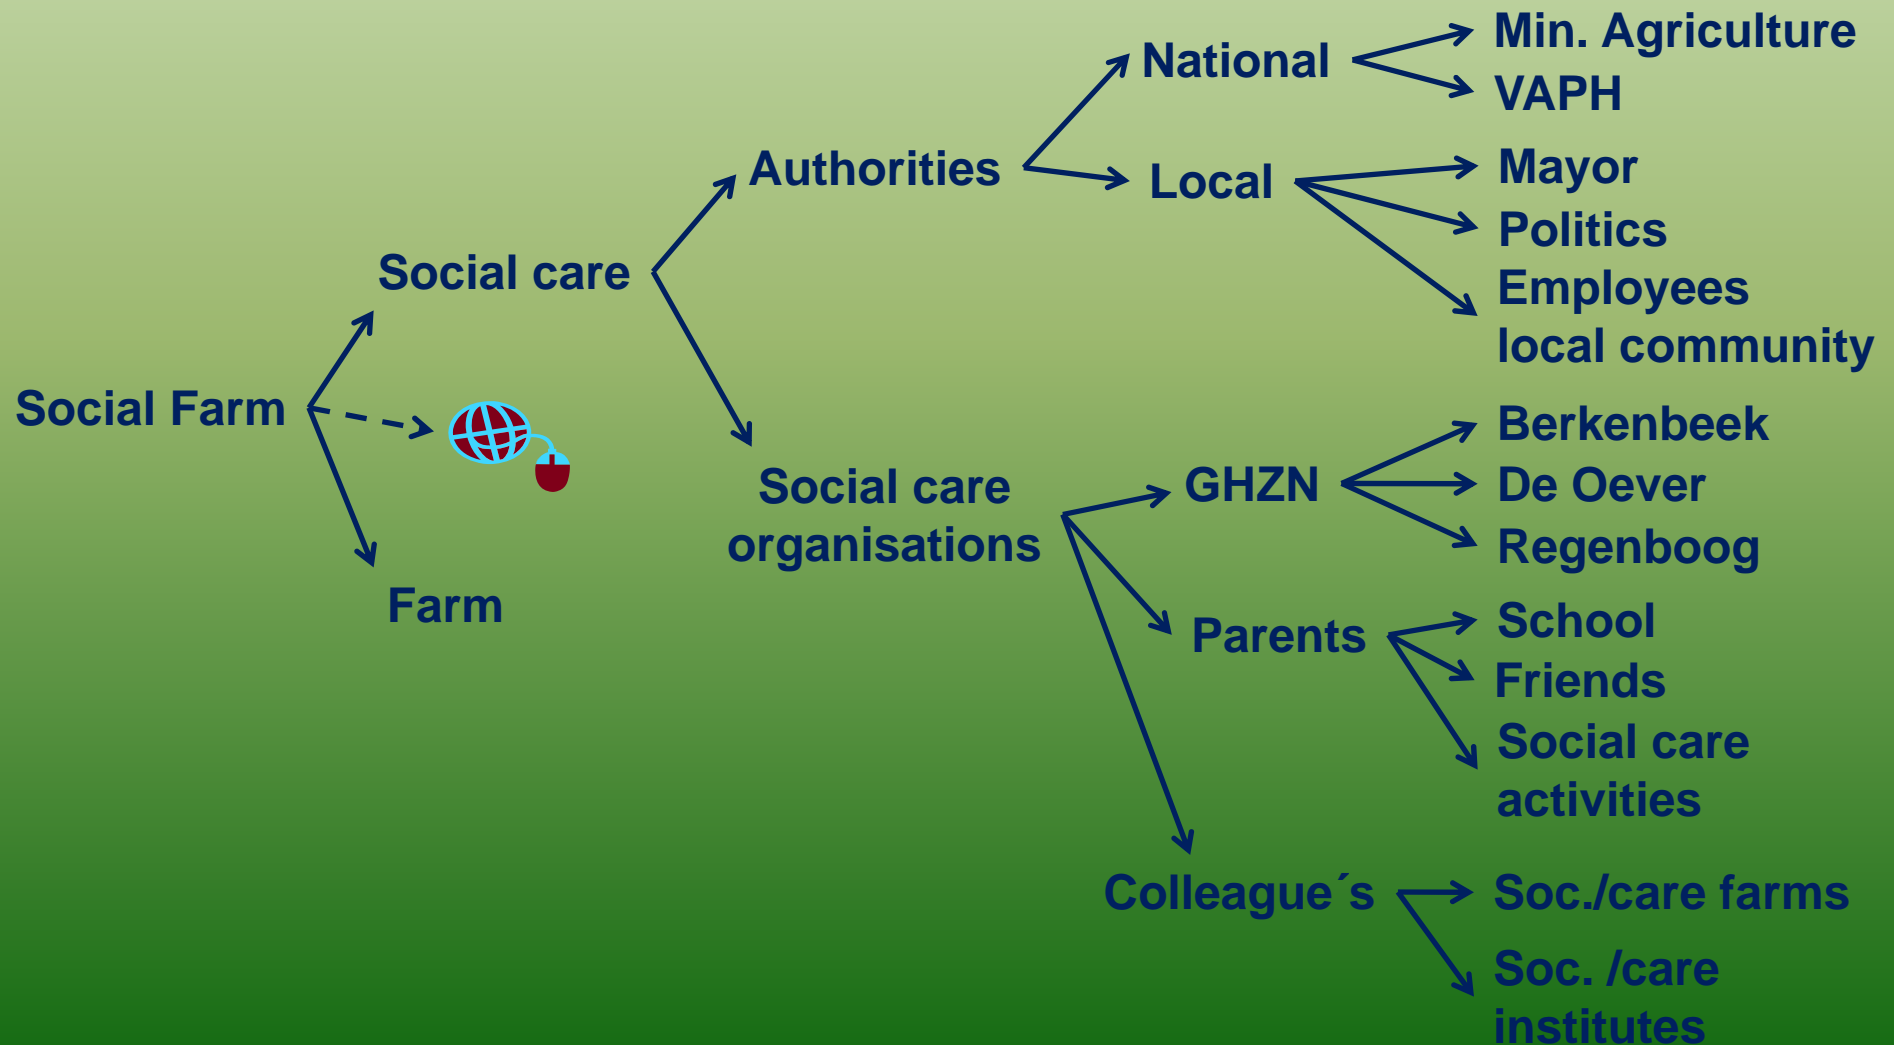 Min. Agriculture
National
VAPH
Authorities
Mayor
Local
Politics
Social care
Employees
local community
Social Farm
Berkenbeek
GHZN
De Oever
Social care
organisations
Regenboog
Farm
School
Parents
Friends
Social care
activities
Colleague´s
Soc./care farms
Soc. /care
institutes